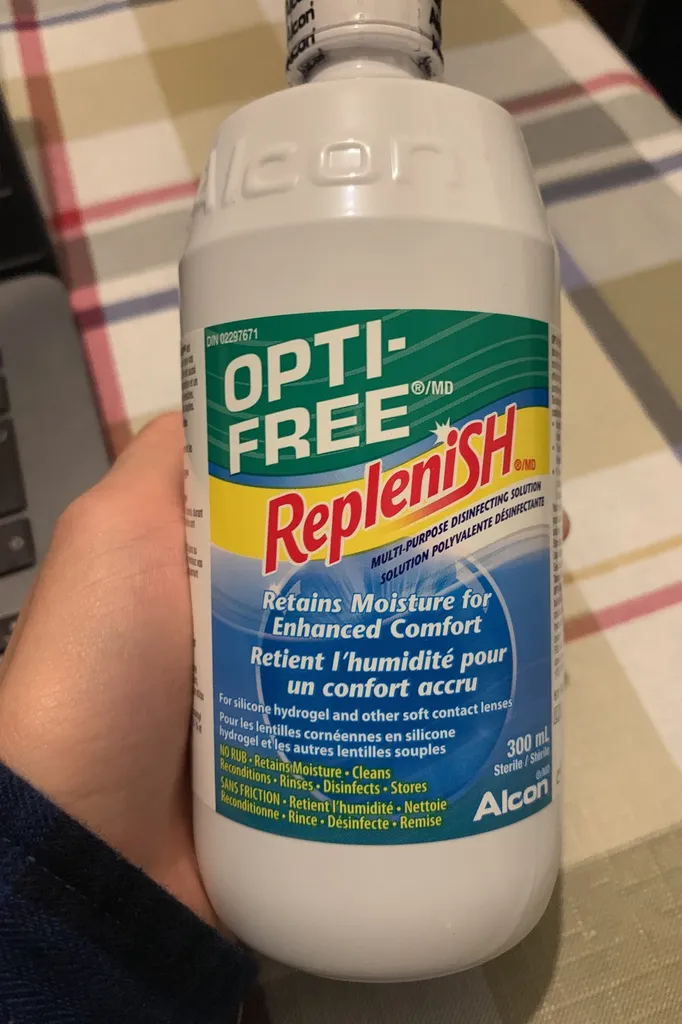 Alcon
Alcon
Alcon
DIN 02297671
OPTI-
FREE®/MD
RepleniSH®/MD
MULTI-PURPOSE DISINFECTING SOLUTION
SOLUTION POLYVALENTE DÉSINFECTANTE
Retains Moisture for
Enhanced Comfort
Retient l'humidité pour
un confort accru
For silicone hydrogel and other soft contact lenses
Pour les lentilles cornéennes en silicone
hydrogel et les autres lentilles souples
NO RUB • Retains Moisture • Cleans
Reconditions • Rinses • Disinfects • Stores
SANS FRICTION • Retient l'humidité • Nettoie
Reconditionne • Rince • Désinfecte • Remise
300 mL
Sterile / Stérile
Alcon®/MD